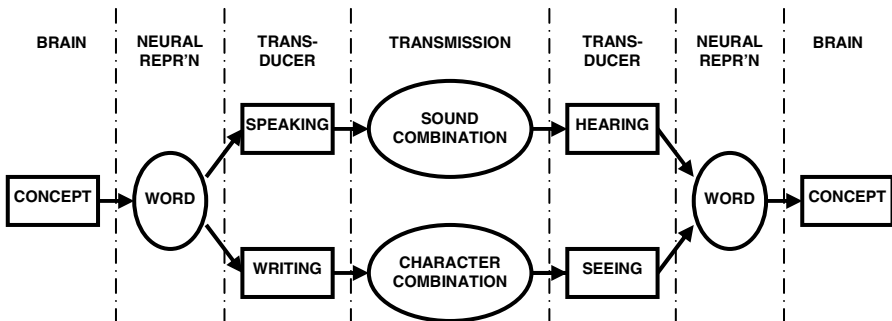 BRAIN
NEURAL
REPR'N
TRANS-
DUCER
TRANSMISSION
TRANS-
DUCER
NEURAL
REPR'N
BRAIN
SPEAKING
SOUND
COMBINATION
HEARING
CONCEPT
WORD
WORD
CONCEPT
WRITING
CHARACTER
COMBINATION
SEEING